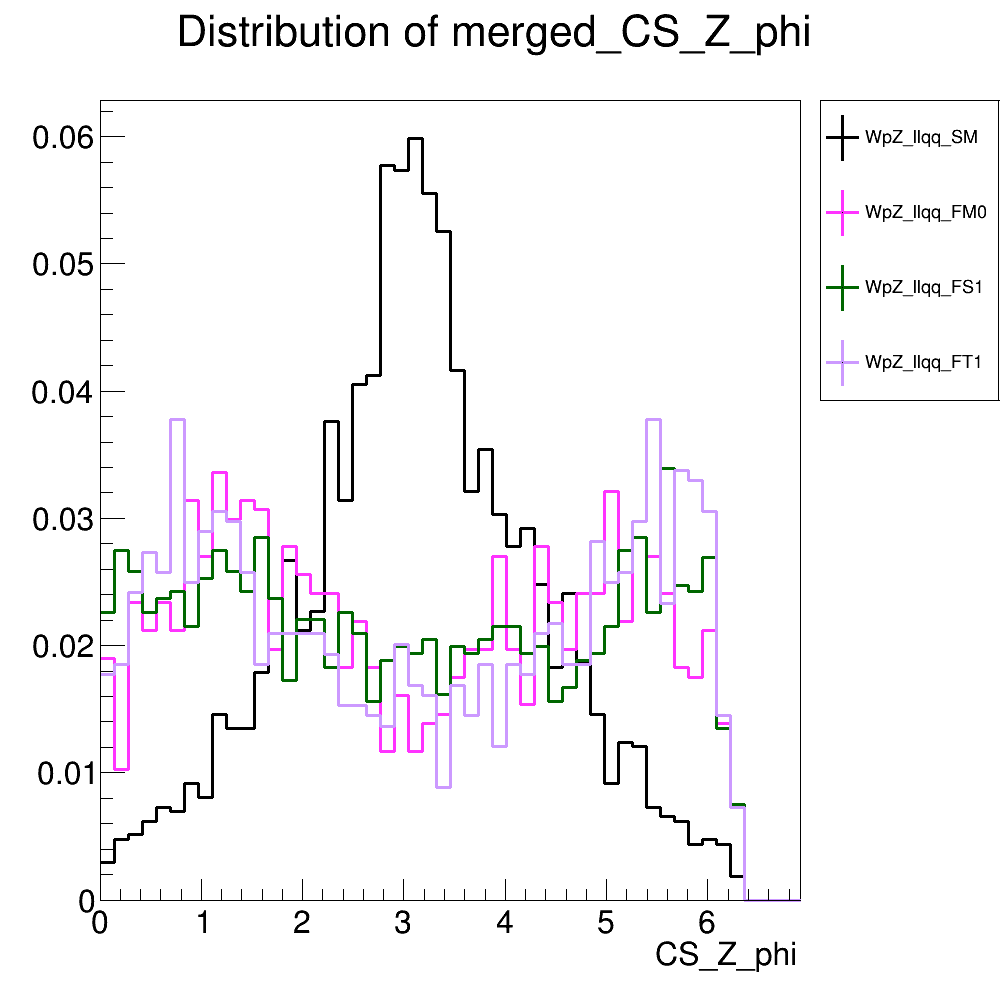 Distribution of merged_CS_Z_phi
0.06
0.05
0.04
0.03
0.02
0.01
0
0 1 2 3 4 5 6
CS_Z_phi
WpZ_llqq_SM
WpZ_llqq_FM0
WpZ_llqq_FS1
WpZ_llqq_FT1